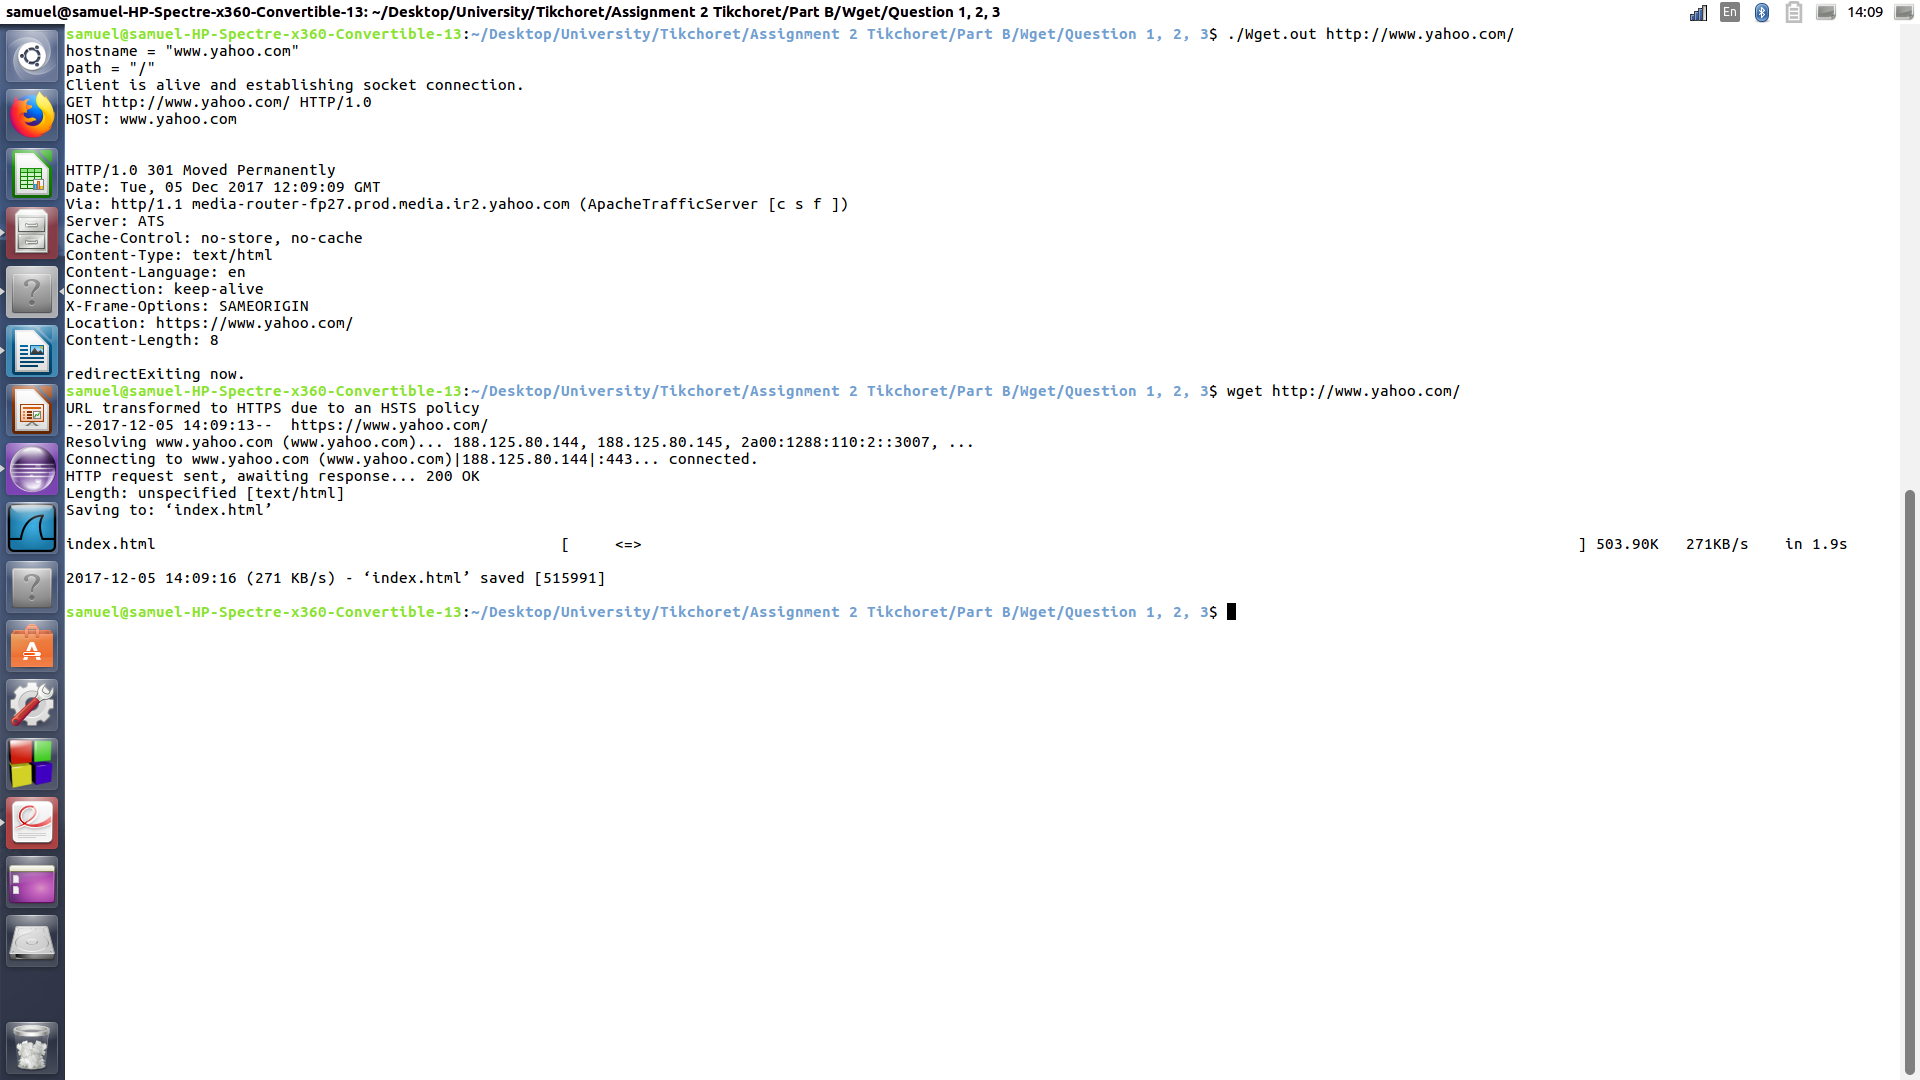 samuel@samuel-HP-Spectre-x360-Convertible-13: ~/Desktop/University/Tikchoret/Assignment 2 Tikchoret/Part B/Wget/Question 1, 2, 3
En
14:09
samuel@samuel-HP-Spectre-x360-Convertible-13:~/Desktop/University/Tikchoret/Assignment 2 Tikchoret/Part B/Wget/Question 1, 2, 3$ ./Wget.out http://www.yahoo.com/
hostname = "www.yahoo.com"
path = "/"
Client is alive and establishing socket connection.
GET http://www.yahoo.com/ HTTP/1.0
HOST: www.yahoo.com
HTTP/1.0 301 Moved Permanently
Date: Tue, 05 Dec 2017 12:09:09 GMT
Via: http/1.1 media-router-fp27.prod.media.ir2.yahoo.com (ApacheTrafficServer [c s f ])
Server: ATS
Cache-Control: no-store, no-cache
Content-Type: text/html
Content-Language: en
Connection: keep-alive
X-Frame-Options: SAMEORIGIN
Location: https://www.yahoo.com/
Content-Length: 8
redirectExiting now.
samuel@samuel-HP-Spectre-x360-Convertible-13:~/Desktop/University/Tikchoret/Assignment 2 Tikchoret/Part B/Wget/Question 1, 2, 3$ wget http://www.yahoo.com/
URL transformed to HTTPS due to an HSTS policy
--2017-12-05 14:09:13--  https://www.yahoo.com/
Resolving www.yahoo.com (www.yahoo.com)... 188.125.80.144, 188.125.80.145, 2a00:1288:110:2::3007, ...
Connecting to www.yahoo.com (www.yahoo.com)|188.125.80.144|:443... connected.
HTTP request sent, awaiting response... 200 OK
Length: unspecified [text/html]
Saving to: ‘index.html’
index.html [ <=> ] 503.90K 271KB/s in 1.9s
2017-12-05 14:09:16 (271 KB/s) - ‘index.html’ saved [515991]
samuel@samuel-HP-Spectre-x360-Convertible-13:~/Desktop/University/Tikchoret/Assignment 2 Tikchoret/Part B/Wget/Question 1, 2, 3$